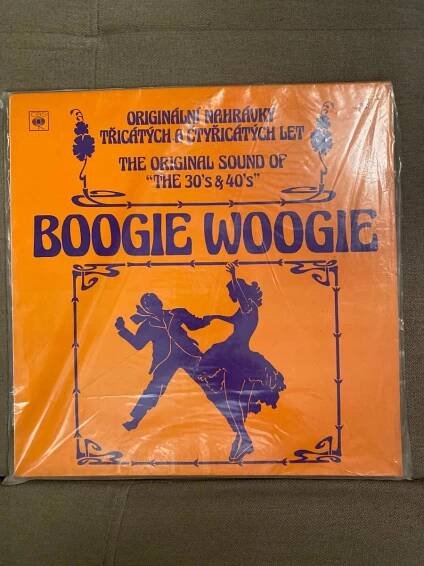 ORIGINÁLNÍ NAHRÁVKY
TŘICÁTÝCH A ČTYŘICÁTÝCH LET
THE ORIGINAL SOUND OF
"THE 30's & 40's"
BOOGIE WOOGIE